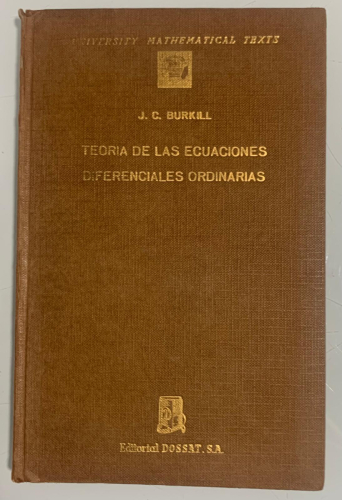 UNIVERSITY MATHEMATICAL TEXTS
J. C. BURKILL
TEORIA DE LAS ECUACIONES
DIFERENCIALES ORDINARIAS
Editorial DOSSAT, S.A.